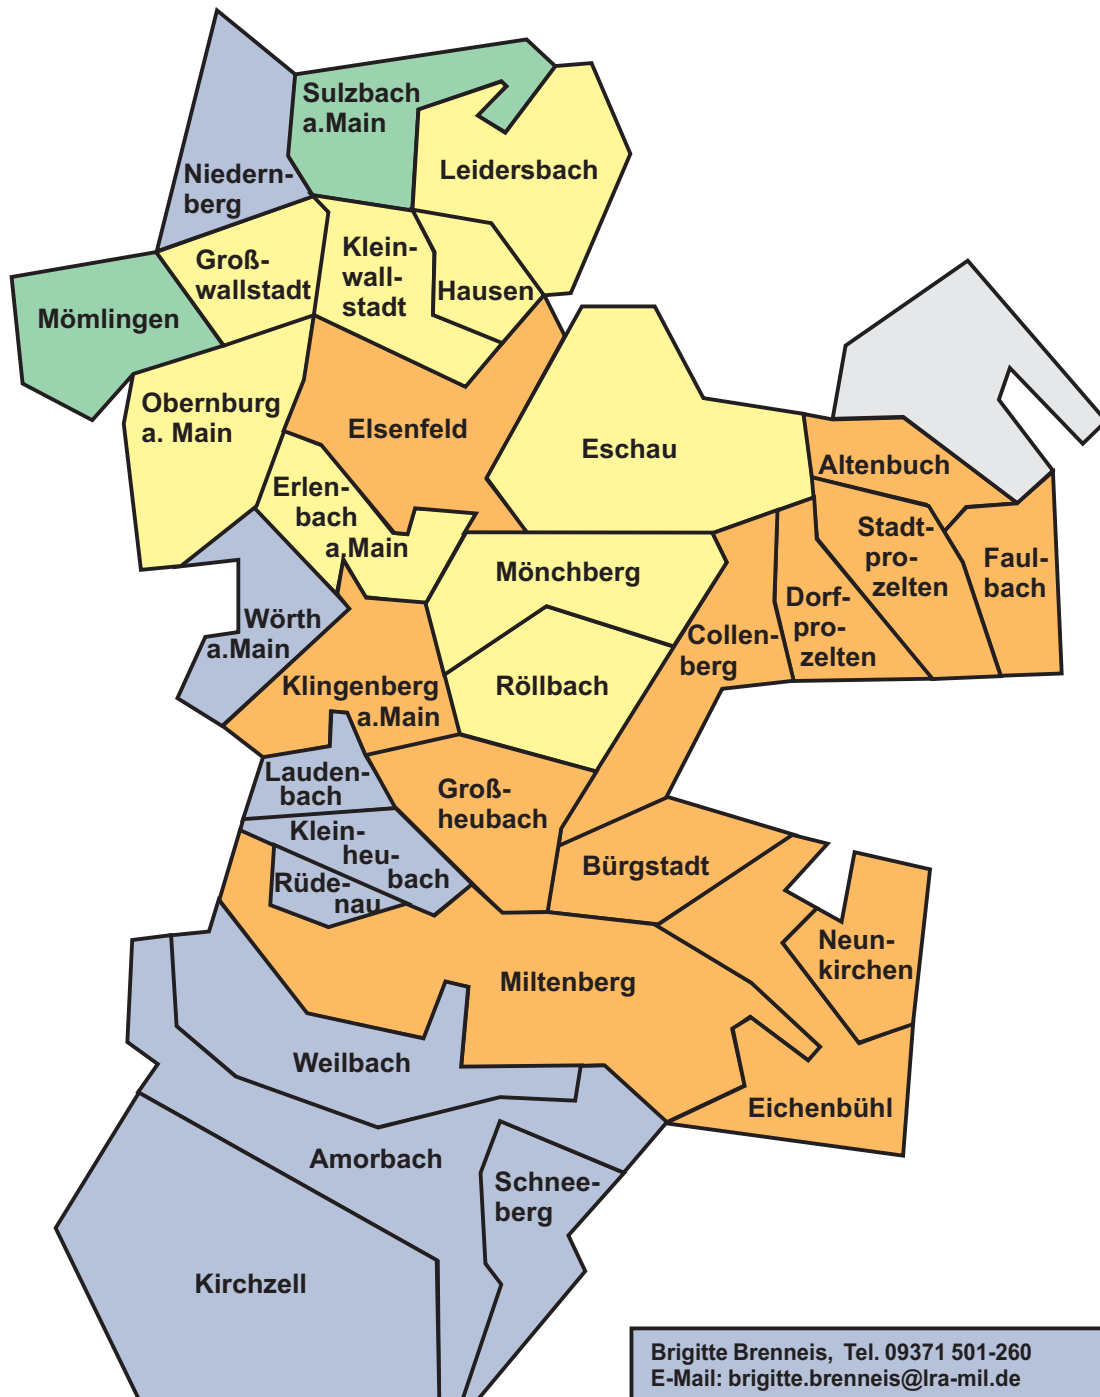 Sulzbach
a.Main
Leidersbach
Niedern-
berg
Groß-
wallstadt
Klein-
wall-
stadt
Hausen
Mömlingen
Obernburg
a. Main
Elsenfeld
Eschau
Altenbuch
Erlen-
bach
a.Main
Stadt-
pro-
zelten
Faul-
bach
Mönchberg
Dorf-
pro-
zelten
Wörth
a.Main
Collen-
berg
Klingenberg
a.Main
Röllbach
Lauden-
bach
Groß-
heubach
Klein-
heu-
bach
Bürgstadt
Rüde-
nau
Neun-
kirchen
Miltenberg
Weilbach
Eichenbühl
Amorbach
Schnee-
berg
Kirchzell
Brigitte Brenneis, Tel. 09371 501-260
E-Mail: brigitte.brenneis@lra-mil.de